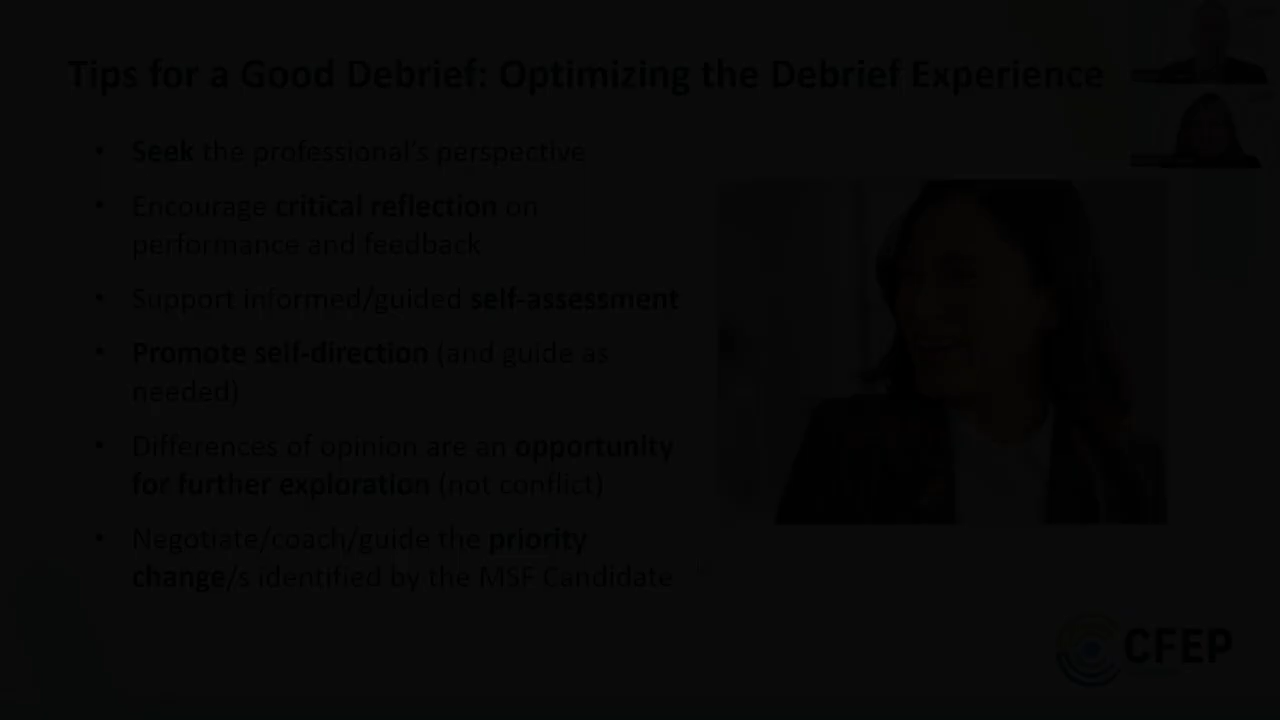 Tips for a Good Debrief: Optimizing the Debrief Experience
• Seek the professional's perspective
• Encourage critical reflection on
performance and feedback
• Support informed/guided self-assessment
• Promote self-direction (and guide as
needed)
• Differences of opinion are an opportunity
for further exploration (not conflict)
• Negotiate/coach/guide the priority
change/s identified by the MSF Candidate
CFEP